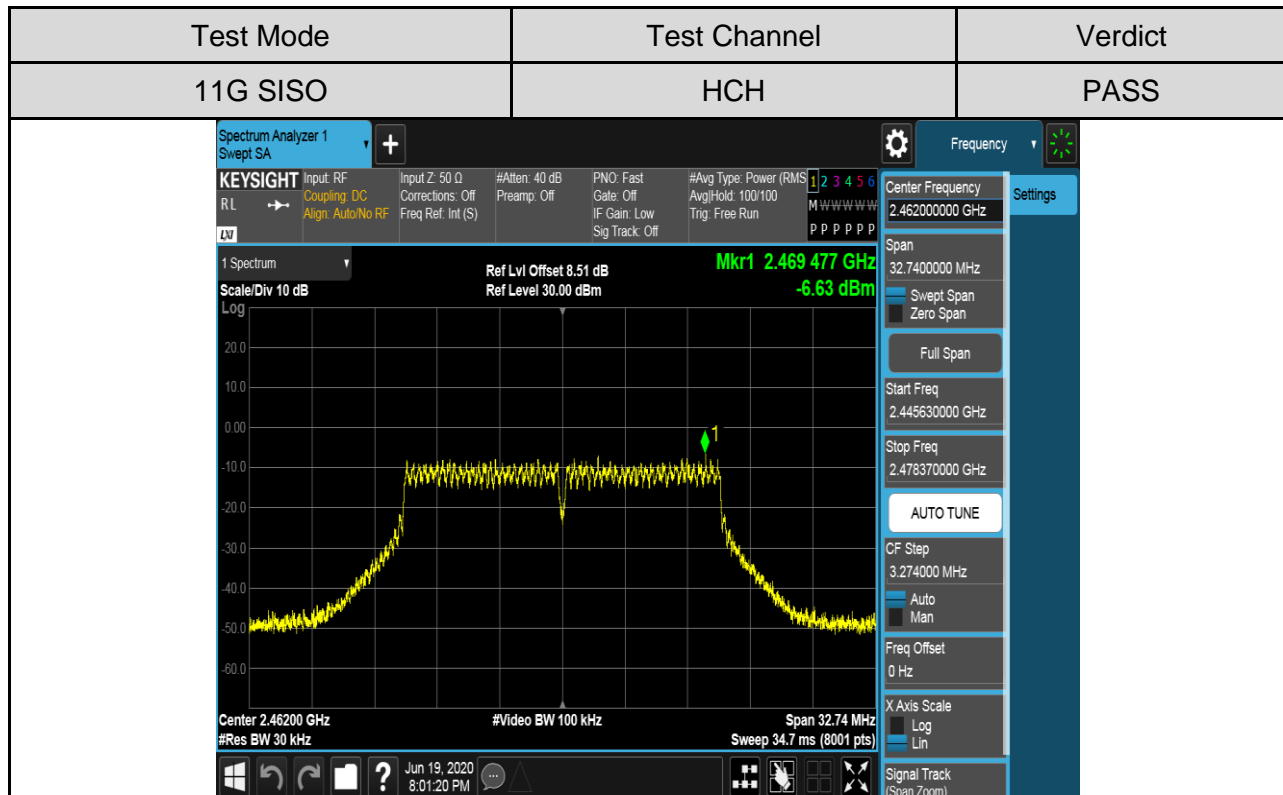 Test Mode Test Channel Verdict
11G SISO HCH PASS
Spectrum Analyzer 1
Swept SA
+
Frequency
KEYSIGHT Input: RF Input Z: 50 Ω #Atten: 40 dB PNO: Fast #Avg Type: Power (RMS 1 2 3 4 5 6
RL Coupling: DC Corrections: Off Preamp: Off Gate: Off Avg|Hold: 100/100 M W W W W W
Align: Auto/No RF Freq Ref: Int (S) IF Gain: Low Trig: Free Run
LXI Sig Track: Off P P P P P P
1 Spectrum Ref Lvl Offset 8.51 dB Mkr1 2.469 477 GHz
Scale/Div 10 dB Ref Level 30.00 dBm -6.63 dBm
Log
20.0
10.0
0.00
-10.0
-20.0
-30.0
-40.0
-50.0
-60.0
1
Center 2.46200 GHz #Video BW 100 kHz Span 32.74 MHz
#Res BW 30 kHz Sweep 34.7 ms (8001 pts)
? Jun 19, 2020
8:01:20 PM
Center Frequency
2.462000000 GHz
Settings
Span
32.7400000 MHz
Swept Span
Zero Span
Full Span
Start Freq
2.445630000 GHz
Stop Freq
2.478370000 GHz
AUTO TUNE
CF Step
3.274000 MHz
Auto
Man
Freq Offset
0 Hz
X Axis Scale
Log
Lin
Signal Track
(Span Zoom)